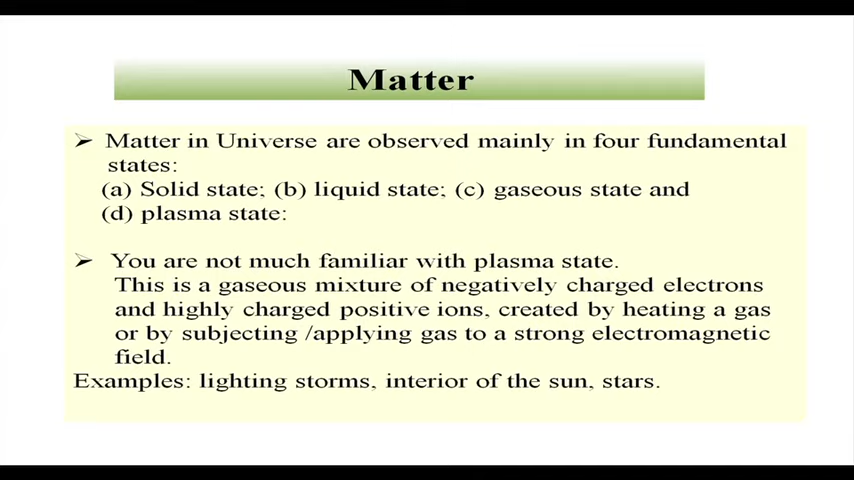 Matter
➢ Matter in Universe are observed mainly in four fundamental
states:
(a) Solid state; (b) liquid state; (c) gaseous state and
(d) plasma state:
➢ You are not much familiar with plasma state.
This is a gaseous mixture of negatively charged electrons
and highly charged positive ions, created by heating a gas
or by subjecting /applying gas to a strong electromagnetic
field.
Examples: lighting storms, interior of the sun, stars.